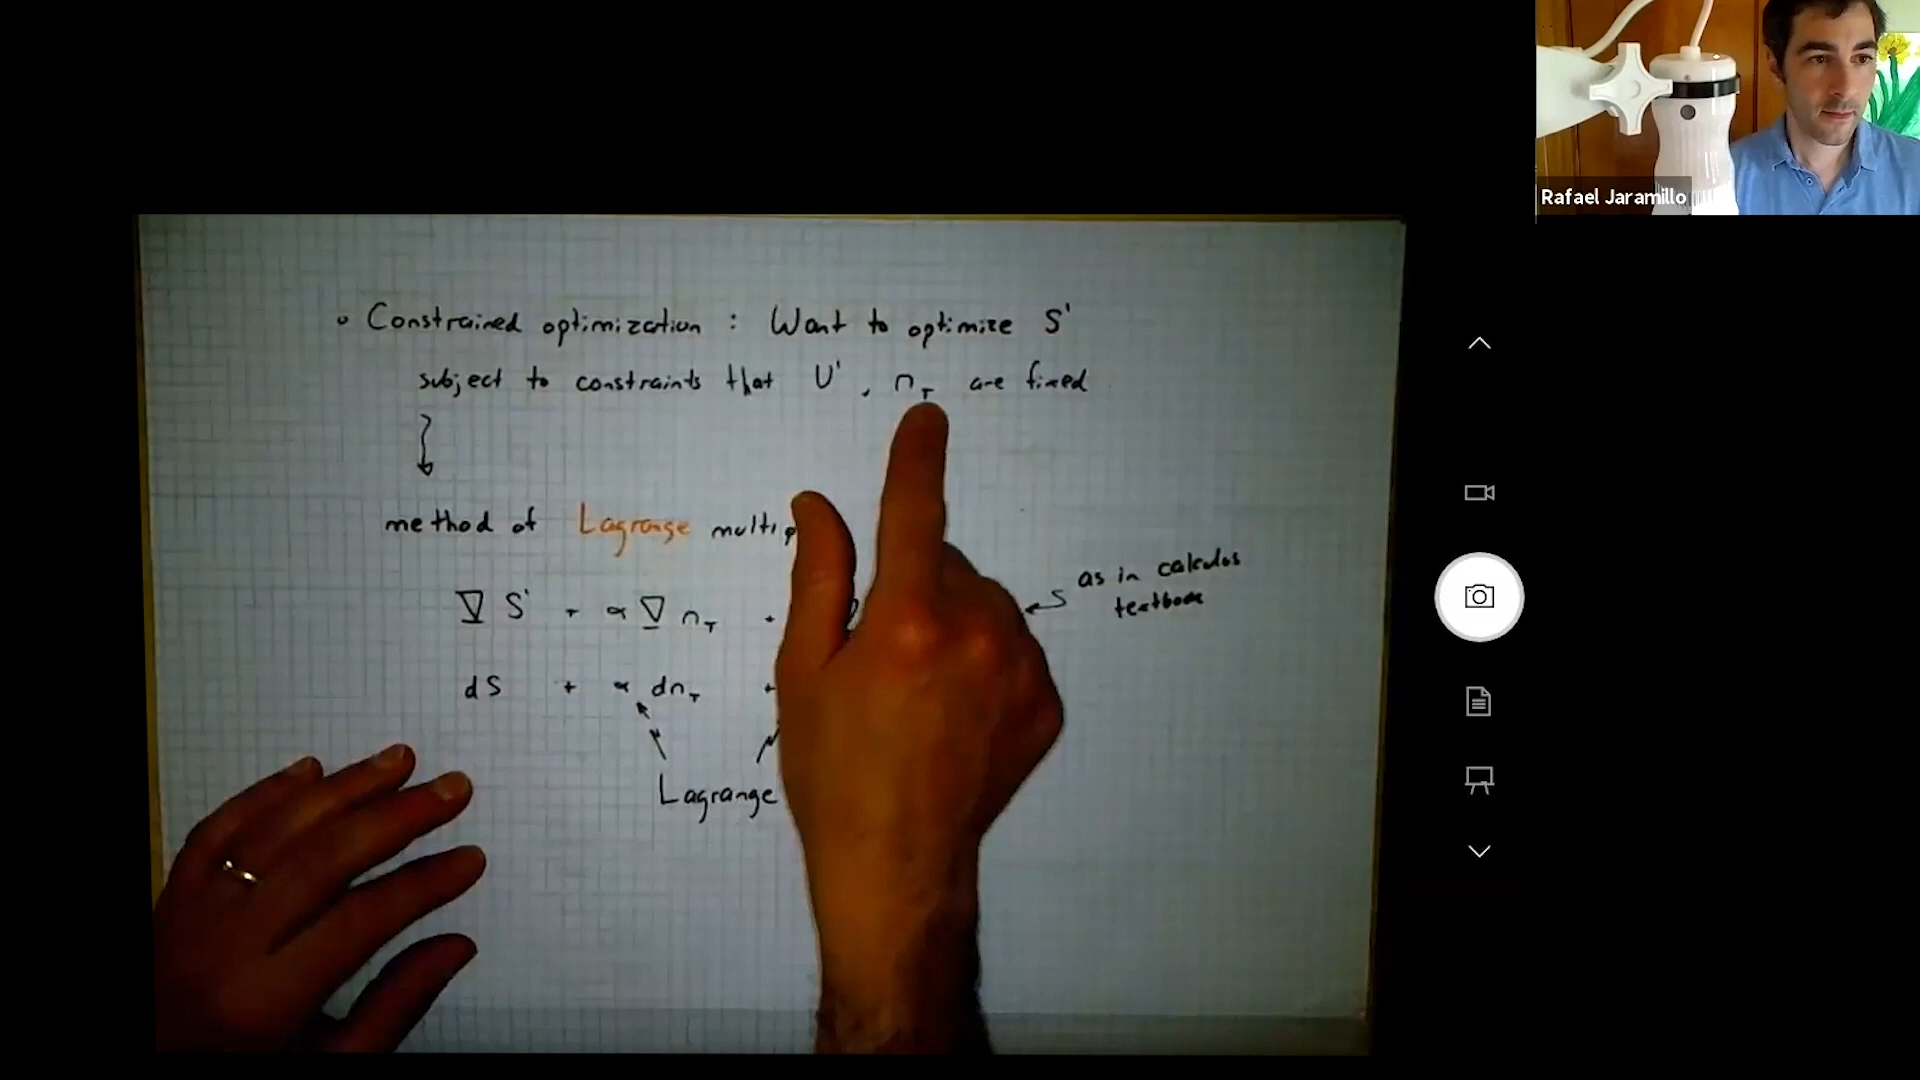 Rafael Jaramillo
Constrained optimization : Want to optimize S'
subject to constraints that U' , n_T are fixed
method of Lagrange multip
as in calculus
textbook
∇ S' + α ∇ n_T +
dS + α dn_T +
Lagrange